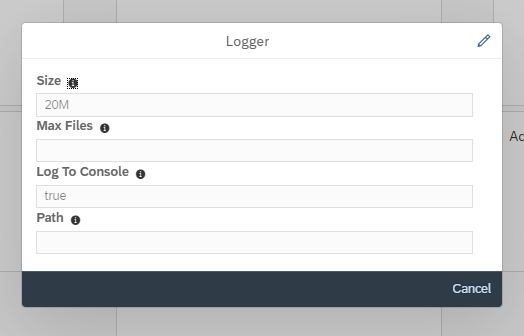 Logger
Size
20M
Max Files
Log To Console
true
Path
Cancel